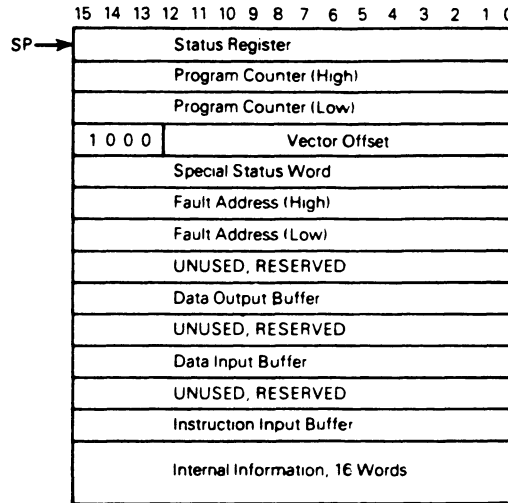 15 14 13 12 11 10 9 8 7 6 5 4 3 2 1 0
SP Status Register
Program Counter (High)
Program Counter (Low)
1 0 0 0 Vector Offset
Special Status Word
Fault Address (High)
Fault Address (Low)
UNUSED, RESERVED
Data Output Buffer
UNUSED, RESERVED
Data Input Buffer
UNUSED, RESERVED
Instruction Input Buffer
Internal Information, 16 Words